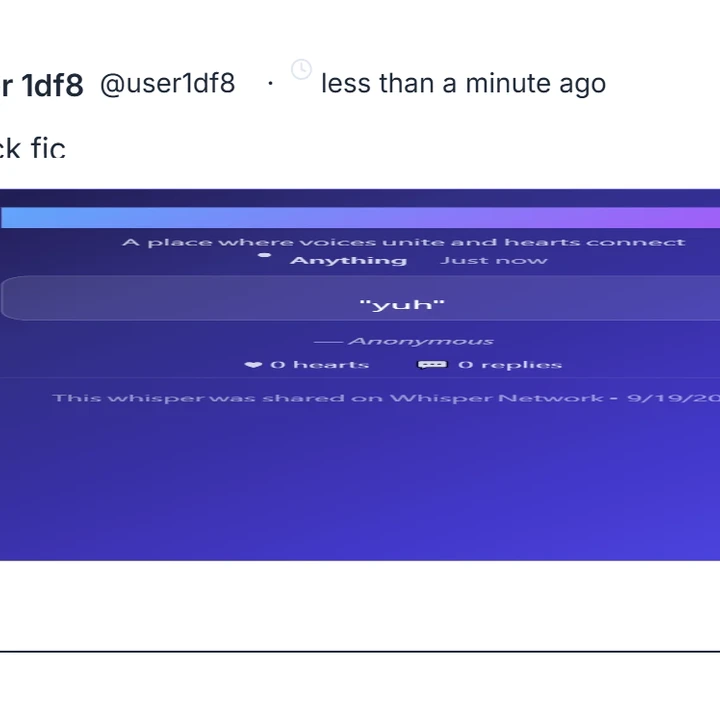 r 1df8 @user1df8 · less than a minute ago
ck fic
A place where voices unite and hearts connect
Anything Just now
"yuh"
— Anonymous
❤ 0 hearts 💬 0 replies
This whisper was shared on Whisper Network • 9/19/20